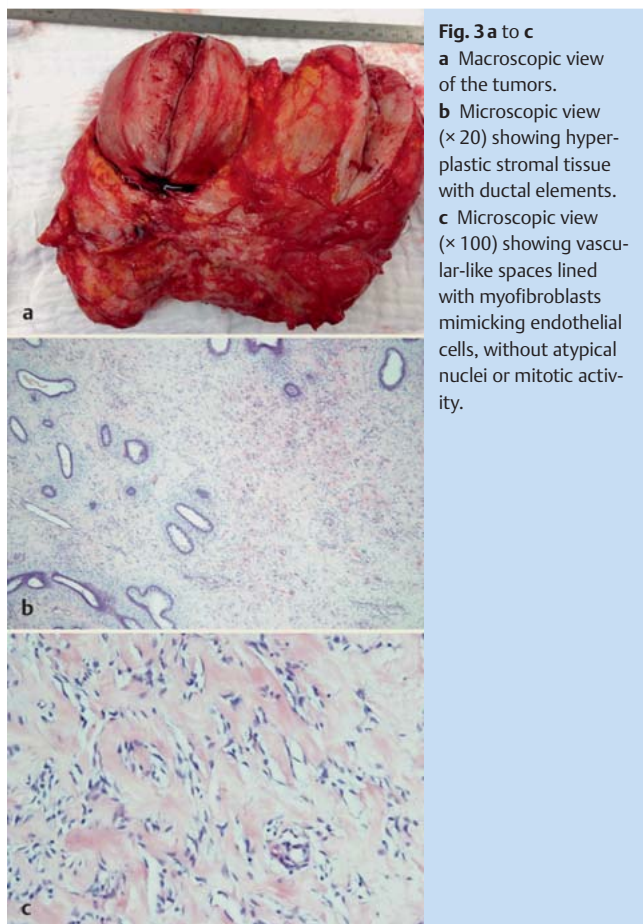 Fig. 3 a to c
a Macroscopic view
of the tumors.
b Microscopic view
(× 20) showing hyper-
plastic stromal tissue
with ductal elements.
c Microscopic view
(× 100) showing vascu-
lar-like spaces lined
with myofibroblasts
mimicking endothelial
cells, without atypical
nuclei or mitotic activ-
ity.
a
b
c